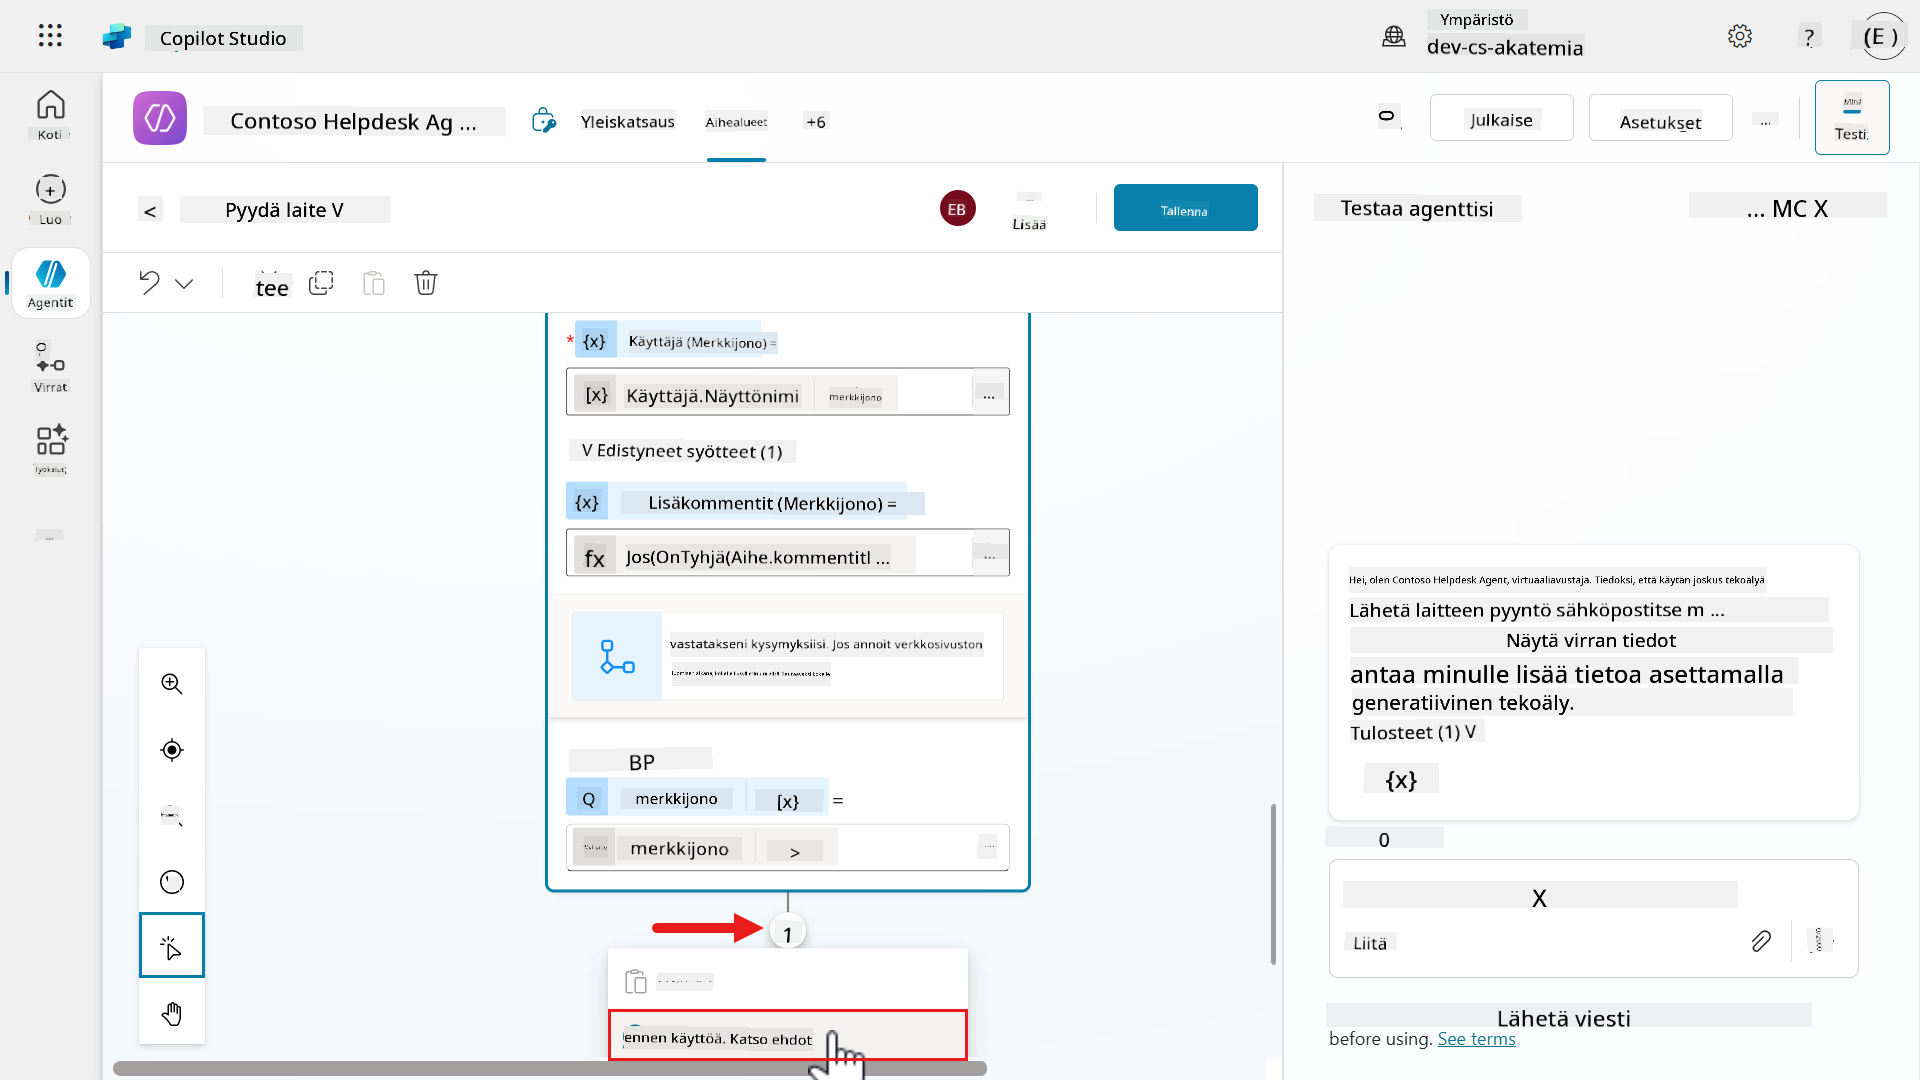 Copilot Studio
Ympäristö
dev-cs-akatemia
?
(E )
Koti
Luo
Agentit
Virrat
Työkalut
Contoso Helpdesk Ag ...
Yleiskatsaus
Aihealueet
+6
Julkaise
Asetukset
...
Testi:
<
Pyydä laite V
EB
Lisää
Tallenna
tee
* {x} Käyttäjä (Merkkijono) =
[x} Käyttäjä.Näyttönimi merkkijono ...
V Edistyneet syötteet (1)
{x} Lisäkommentit (Merkkijono) =
fx Jos(OnTyhjä(Aihe.kommentitl ... ...
vastatakseni kysymyksiisi. Jos annoit verkkosivuston
BP
Q merkkijono [x} =
merkkijono >
1
ennen käyttöä. Katso ehdot
Testaa agenttisi
... MC X
Hei, olen Contoso Helpdesk Agent, virtuaaliavustaja. Tiedoksi, että käytän joskus tekoälyä
Lähetä laitteen pyyntö sähköpostitse m ...
Näytä virran tiedot
antaa minulle lisää tietoa asettamalla
generatiivinen tekoäly.
Tulosteet (1) V
{x}
0
X
Liitä
Lähetä viesti
before using. See terms